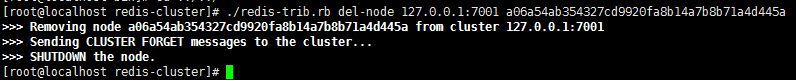 [root@localhost redis-cluster]# ./redis-trib.rb del-node 127.0.0.1:7001 a06a54ab354327cd9920fa8b14a7b8b71a4d445a
>>> Removing node a06a54ab354327cd9920fa8b14a7b8b71a4d445a from cluster 127.0.0.1:7001
>>> Sending CLUSTER FORGET messages to the cluster...
>>> SHUTDOWN the node.
[root@localhost redis-cluster]#